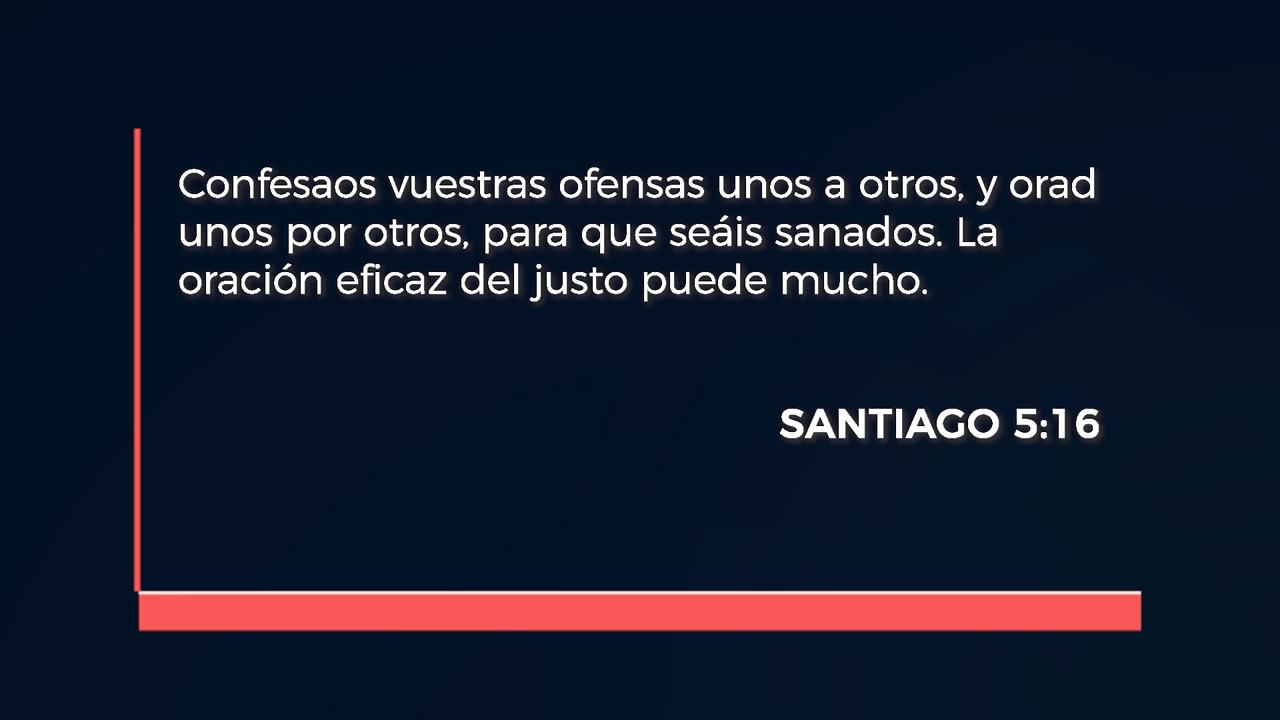 Confesaos vuestras ofensas unos a otros, y orad
unos por otros, para que seáis sanados. La
oración eficaz del justo puede mucho.
SANTIAGO 5:16